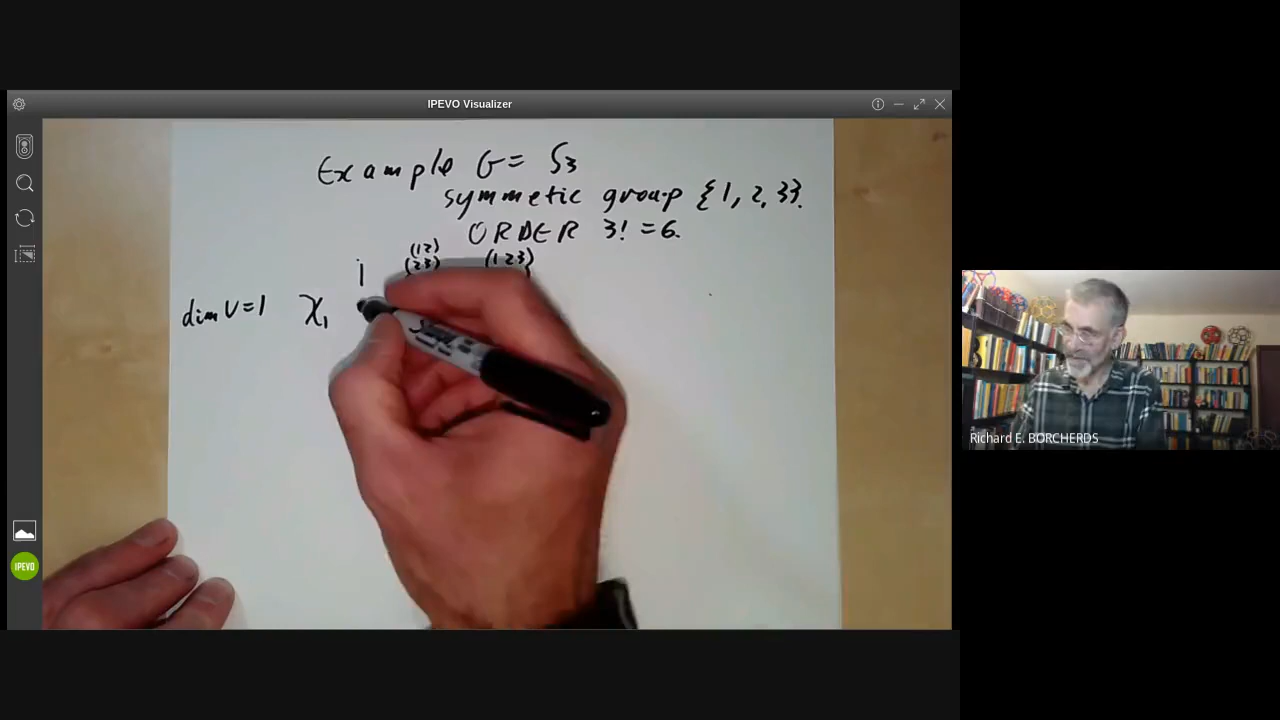 IPEVO Visualizer
Example G = S3
symmetic group {1, 2, 3}.
ORDER 3! = 6.
(12)
1 (23) (123)
dim V=1 χ1
IPEVO
Richard E. BORCHERDS